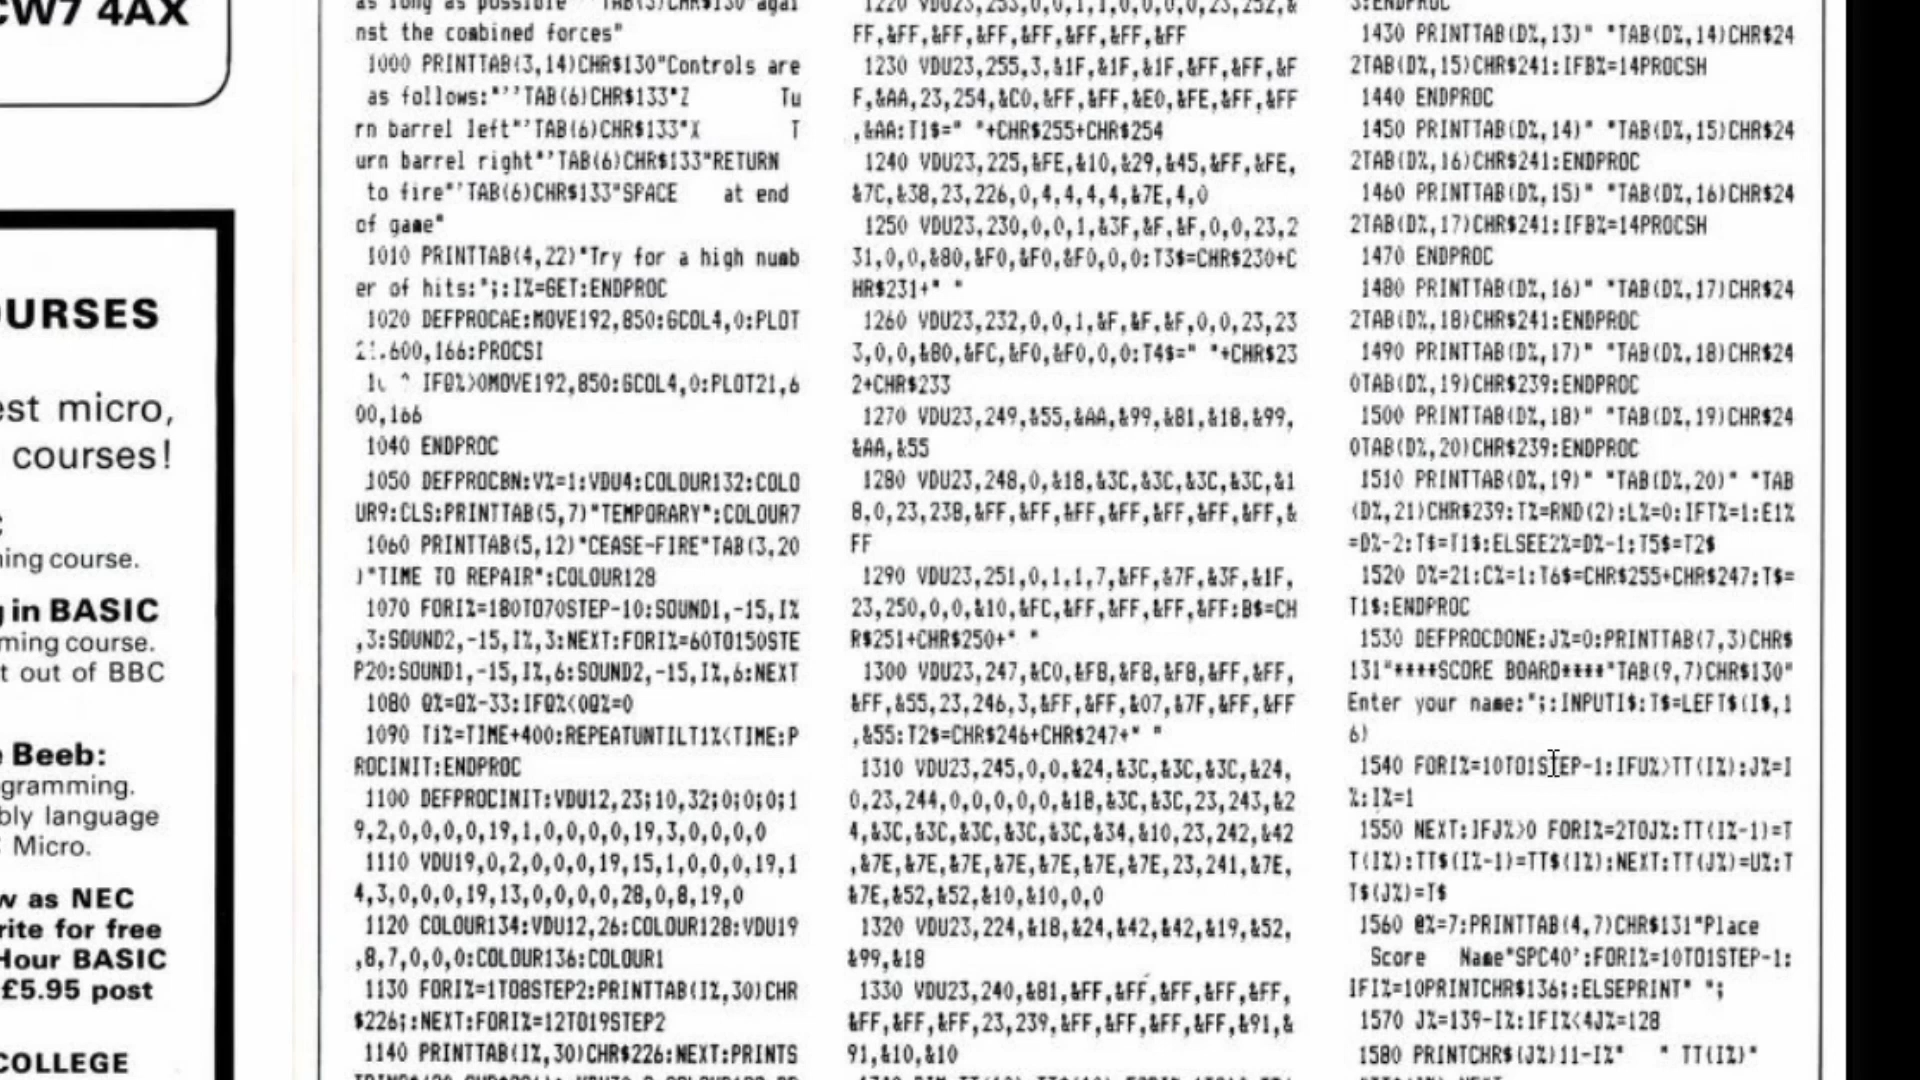 CW7 4AX
OURSES
est micro,
courses!
ning course.
g in BASIC
ming course.
t out of BBC
e Beeb:
gramming.
bly language
Micro.
w as NEC
rite for free
Hour BASIC
£5.95 post
COLLEGE
as long as possible"''TAB(3)CHR$130"agai
nst the combined forces"
1000 PRINTTAB(3,14)CHR$130"Controls are
as follows:"''TAB(6)CHR$133"Z        Tu
rn barrel left"'TAB(6)CHR$133"X        T
urn barrel right"'TAB(6)CHR$133"RETURN
to fire"'TAB(6)CHR$133"SPACE    at end
of game"
1010 PRINTTAB(4,22)"Try for a high numb
er of hits:";:I%=GET:ENDPROC
1020 DEFPROCAE:MOVE192,850:GCOL4,0:PLOT
21,600,166:PROCSI
IFQ%>0MOVE192,850:GCOL4,0:PLOT21,6
00,166
1040 ENDPROC
1050 DEFPROCBN:V%=1:VDU4:COLOUR132:COLO
UR9:CLS:PRINTTAB(5,7)"TEMPORARY":COLOUR7
1060 PRINTTAB(5,12)"CEASE-FIRE"TAB(3,20
)"TIME TO REPAIR":COLOUR128
1070 FORI%=180TO70STEP-10:SOUND1,-15,I%
,3:SOUND2,-15,I%,3:NEXT:FORI%=60TO150STE
P20:SOUND1,-15,I%,6:SOUND2,-15,I%,6:NEXT
1080 Q%=Q%-33:IFQ%<0Q%=0
1090 T1%=TIME+400:REPEATUNTILT1%<TIME:P
ROCINIT:ENDPROC
1100 DEFPROCINIT:VDU12,23;10,32;0;0;0;1
9,2,0,0,0,0,19,1,0,0,0,0,19,3,0,0,0,0
1110 VDU19,0,2,0,0,0,19,15,1,0,0,0,19,1
4,3,0,0,0,19,13,0,0,0,0,28,0,8,19,0
1120 COLOUR134:VDU12,26:COLOUR128:VDU19
,8,7,0,0,0:COLOUR136:COLOUR1
1130 FORI%=1TO8STEP2:PRINTTAB(I%,30)CHR
$226;:NEXT:FORI%=12TO19STEP2
1140 PRINTTAB(I%,30)CHR$226:NEXT:PRINTS
1220 VDU23,253,0,0,1,1,0,0,0,0,23,252,&
FF,&FF,&FF,&FF,&FF,&FF,&FF,&FF
1230 VDU23,255,3,&1F,&1F,&1F,&FF,&FF,&F
F,&AA,23,254,&C0,&FF,&FF,&E0,&FE,&FF,&FF
,&AA:T1$=" "+CHR$255+CHR$254
1240 VDU23,225,&FE,&10,&29,&45,&FF,&FE,
&7C,&38,23,226,0,4,4,4,4,&7E,4,0
1250 VDU23,230,0,0,1,&3F,&F,&F,0,0,23,2
31,0,0,&80,&F0,&F0,&F0,0,0:T3$=CHR$230+C
HR$231+" "
1260 VDU23,232,0,0,1,&F,&F,&F,0,0,23,23
3,0,0,&80,&FC,&F0,&F0,0,0:T4$=" "+CHR$23
2+CHR$233
1270 VDU23,249,&55,&AA,&99,&81,&18,&99,
&AA,&55
1280 VDU23,248,0,&18,&3C,&3C,&3C,&3C,&1
8,0,23,238,&FF,&FF,&FF,&FF,&FF,&FF,&FF,&
FF
1290 VDU23,251,0,1,1,7,&FF,&7F,&3F,&1F,
23,250,0,0,&10,&FC,&FF,&FF,&FF,&FF:B$=CH
R$251+CHR$250+" "
1300 VDU23,247,&C0,&F8,&F8,&F8,&FF,&FF,
&FF,&55,23,246,3,&FF,&FF,&07,&7F,&FF,&FF
,&55:T2$=CHR$246+CHR$247+" "
1310 VDU23,245,0,0,&24,&3C,&3C,&3C,&24,
0,23,244,0,0,0,0,0,&18,&3C,&3C,23,243,&2
4,&3C,&3C,&3C,&3C,&3C,&34,&10,23,242,&42
,&7E,&7E,&7E,&7E,&7E,&7E,&7E,23,241,&7E,
&7E,&52,&52,&10,&10,0,0
1320 VDU23,224,&18,&24,&42,&42,&19,&52,
&99,&18
1330 VDU23,240,&81,&FF,&FF,&FF,&FF,&FF,
&FF,&FF,&FF,23,239,&FF,&FF,&FF,&FF,&91,&
91,&10,&10
3:ENDPROC
1430 PRINTTAB(D%,13)" "TAB(D%,14)CHR$24
2TAB(D%,15)CHR$241:IFB%=14PROCSH
1440 ENDPROC
1450 PRINTTAB(D%,14)" "TAB(D%,15)CHR$24
2TAB(D%,16)CHR$241:ENDPROC
1460 PRINTTAB(D%,15)" "TAB(D%,16)CHR$24
2TAB(D%,17)CHR$241:IFB%=14PROCSH
1470 ENDPROC
1480 PRINTTAB(D%,16)" "TAB(D%,17)CHR$24
2TAB(D%,18)CHR$241:ENDPROC
1490 PRINTTAB(D%,17)" "TAB(D%,18)CHR$24
0TAB(D%,19)CHR$239:ENDPROC
1500 PRINTTAB(D%,18)" "TAB(D%,19)CHR$24
0TAB(D%,20)CHR$239:ENDPROC
1510 PRINTTAB(D%,19)" "TAB(D%,20)" "TAB
(D%,21)CHR$239:T%=RND(2):L%=0:IFT%=1:E1%
=D%-2:T$=T1$:ELSEE2%=D%-1:T5$=T2$
1520 D%=21:C%=1:T6$=CHR$255+CHR$247:T$=
T1$:ENDPROC
1530 DEFPROCDONE:J%=0:PRINTTAB(7,3)CHR$
131"****SCORE BOARD****"TAB(9,7)CHR$130"
Enter your name:";:INPUTI$:T$=LEFT$(I$,1
6)
1540 FORI%=10TO1STEP-1:IFU%>TT(I%):J%=I
%:I%=1
1550 NEXT:IFJ%>0 FORI%=2TOJ%:TT(I%-1)=T
T(I%):TT$(I%-1)=TT$(I%):NEXT:TT(J%)=U%:T
T$(J%)=T$
1560 @%=7:PRINTTAB(4,7)CHR$131"Place
Score   Name"SPC40':FORI%=10TO1STEP-1:
IFI%=10PRINTCHR$136;:ELSEPRINT" ";
1570 J%=139-I%:IFI%<4J%=128
1580 PRINTCHR$(J%)11-I%"   " TT(I%)"